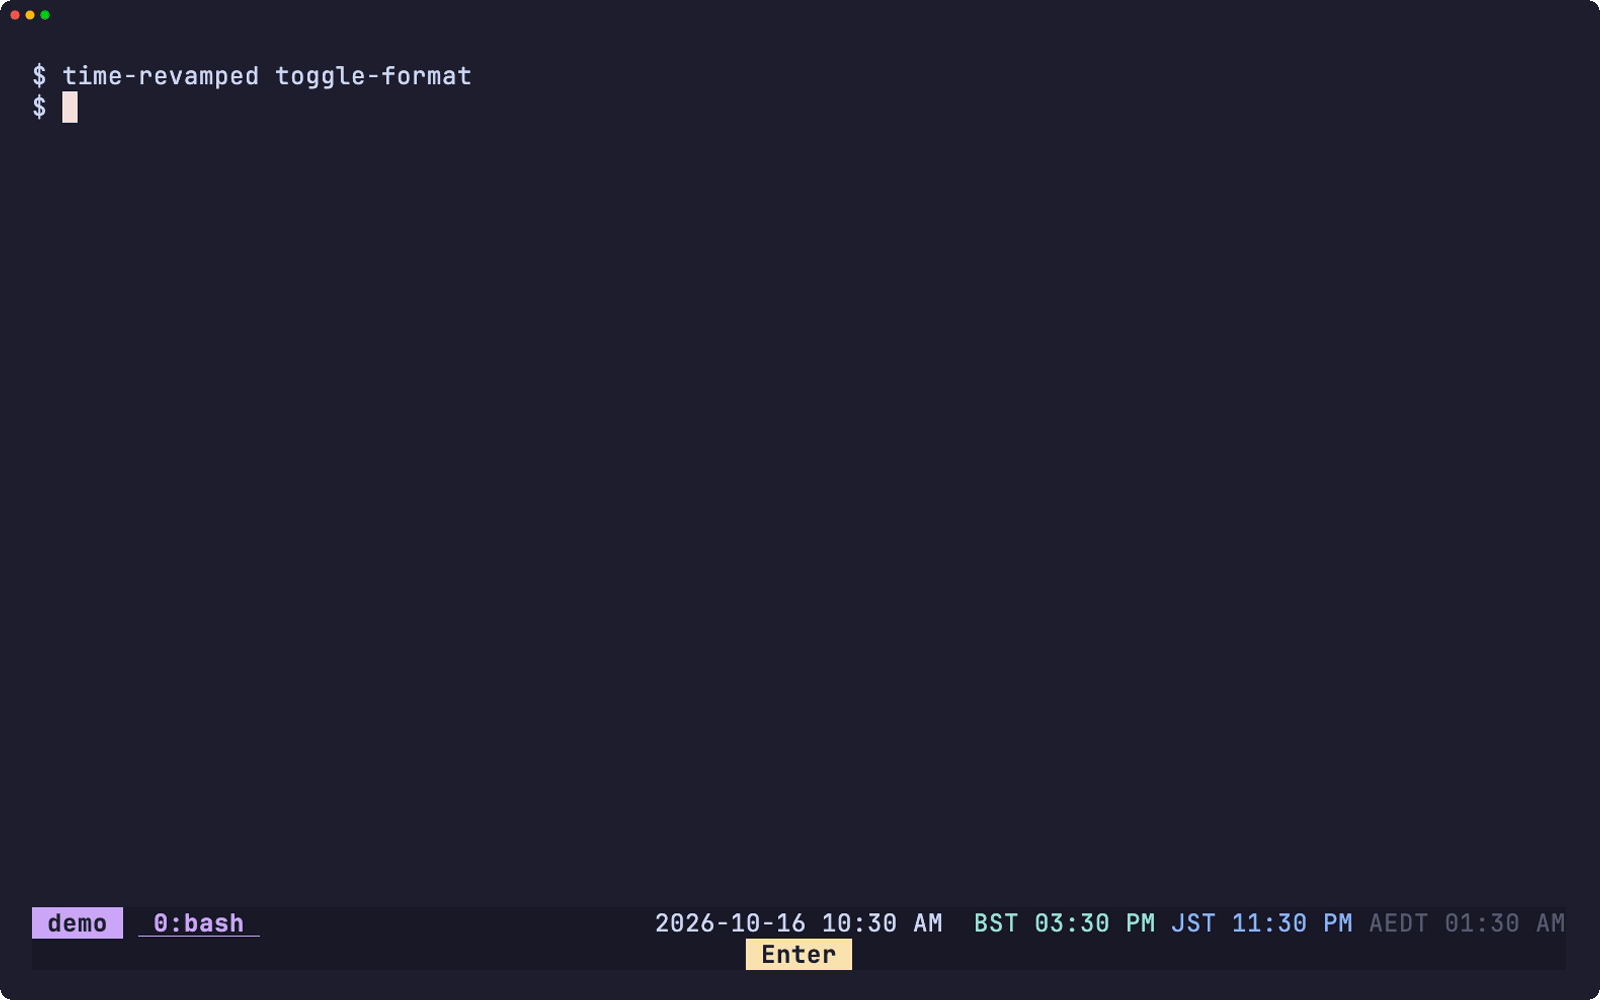 $ time-revamped toggle-format
$
demo 0:bash 2026-10-16 10:30 AM BST 03:30 PM JST 11:30 PM AEDT 01:30 AM
Enter